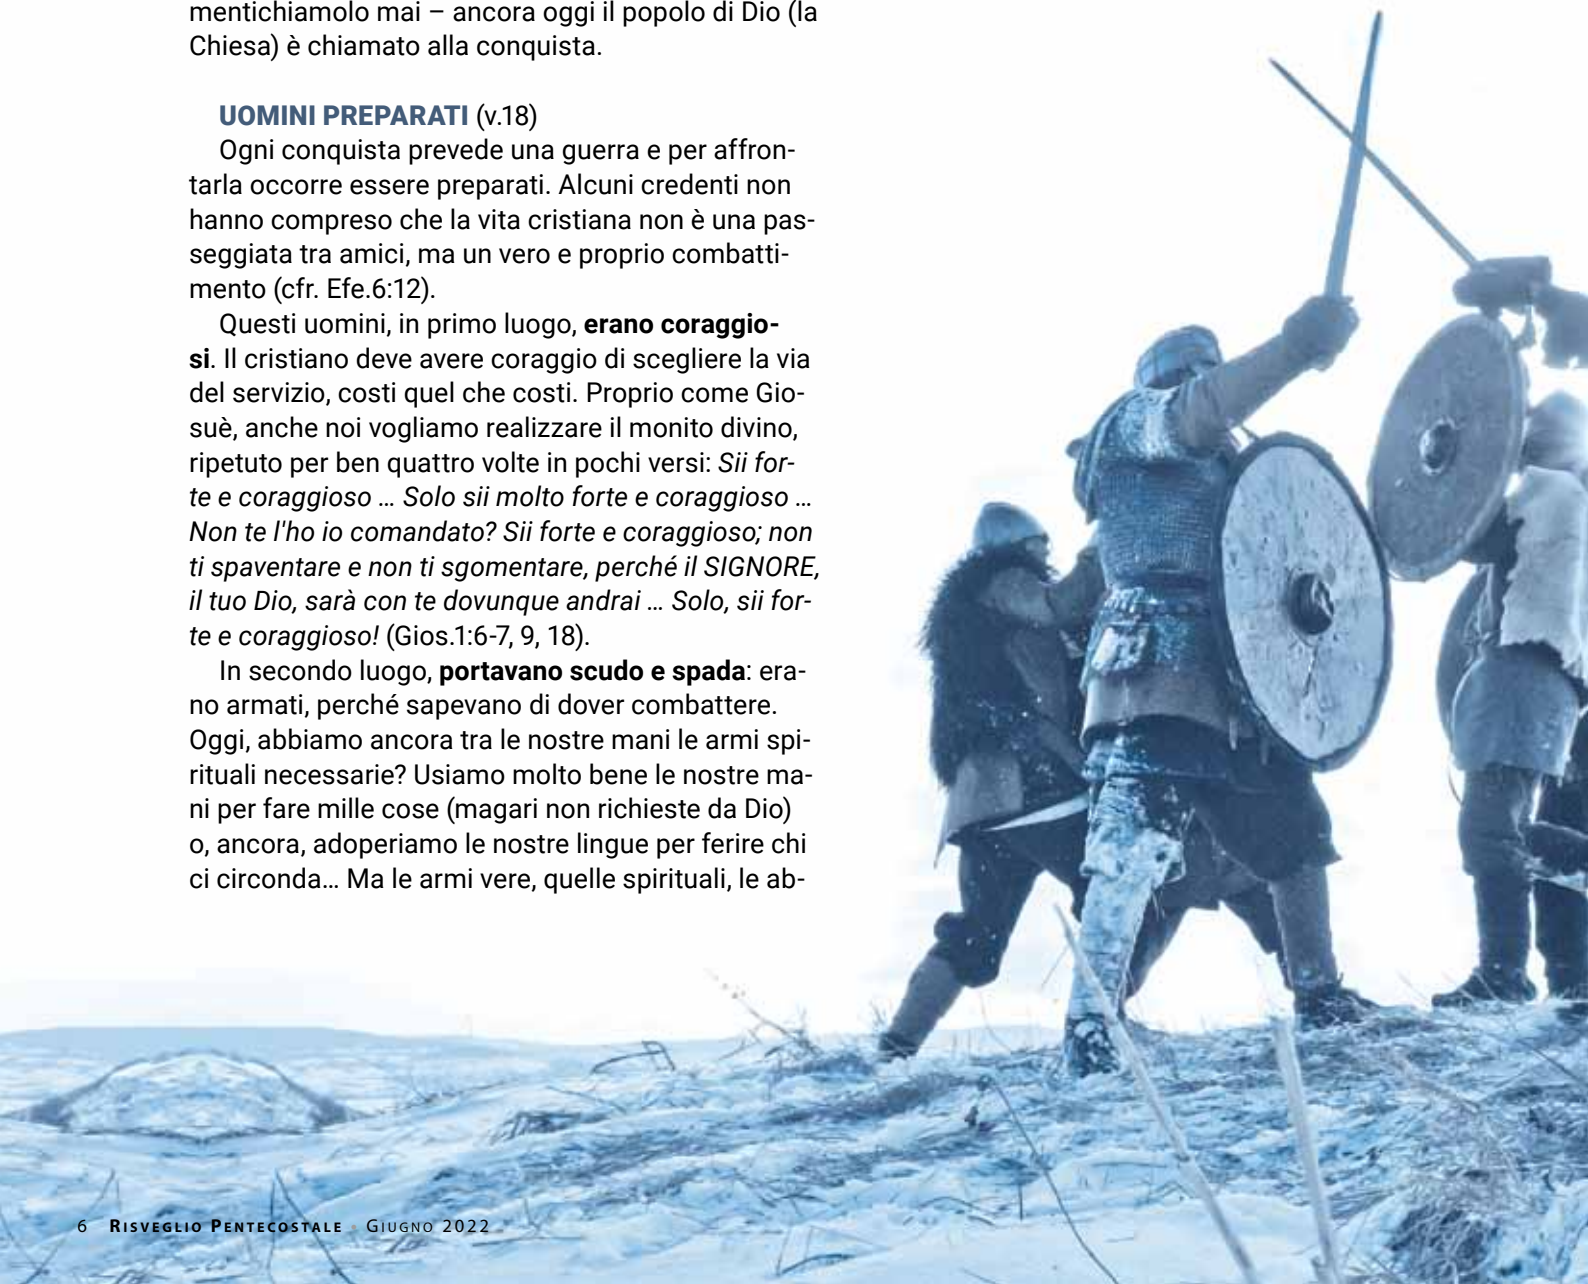 mentichiamolo mai – ancora oggi il popolo di Dio (la
Chiesa) è chiamato alla conquista.
UOMINI PREPARATI (v.18)
Ogni conquista prevede una guerra e per affron-
tarla occorre essere preparati. Alcuni credenti non
hanno compreso che la vita cristiana non è una pas-
seggiata tra amici, ma un vero e proprio combatti-
mento (cfr. Efe.6:12).
Questi uomini, in primo luogo, erano coraggio-
si. Il cristiano deve avere coraggio di scegliere la via
del servizio, costi quel che costi. Proprio come Gio-
suè, anche noi vogliamo realizzare il monito divino,
ripetuto per ben quattro volte in pochi versi: Sii for-
te e coraggioso … Solo sii molto forte e coraggioso …
Non te l'ho io comandato? Sii forte e coraggioso; non
ti spaventare e non ti sgomentare, perché il SIGNORE,
il tuo Dio, sarà con te dovunque andrai … Solo, sii for-
te e coraggioso! (Gios.1:6-7, 9, 18).
In secondo luogo, portavano scudo e spada: era-
no armati, perché sapevano di dover combattere.
Oggi, abbiamo ancora tra le nostre mani le armi spi-
rituali necessarie? Usiamo molto bene le nostre ma-
ni per fare mille cose (magari non richieste da Dio)
o, ancora, adoperiamo le nostre lingue per ferire chi
ci circonda… Ma le armi vere, quelle spirituali, le ab-
6 RISVEGLIO PENTECOSTALE • GIUGNO 2022